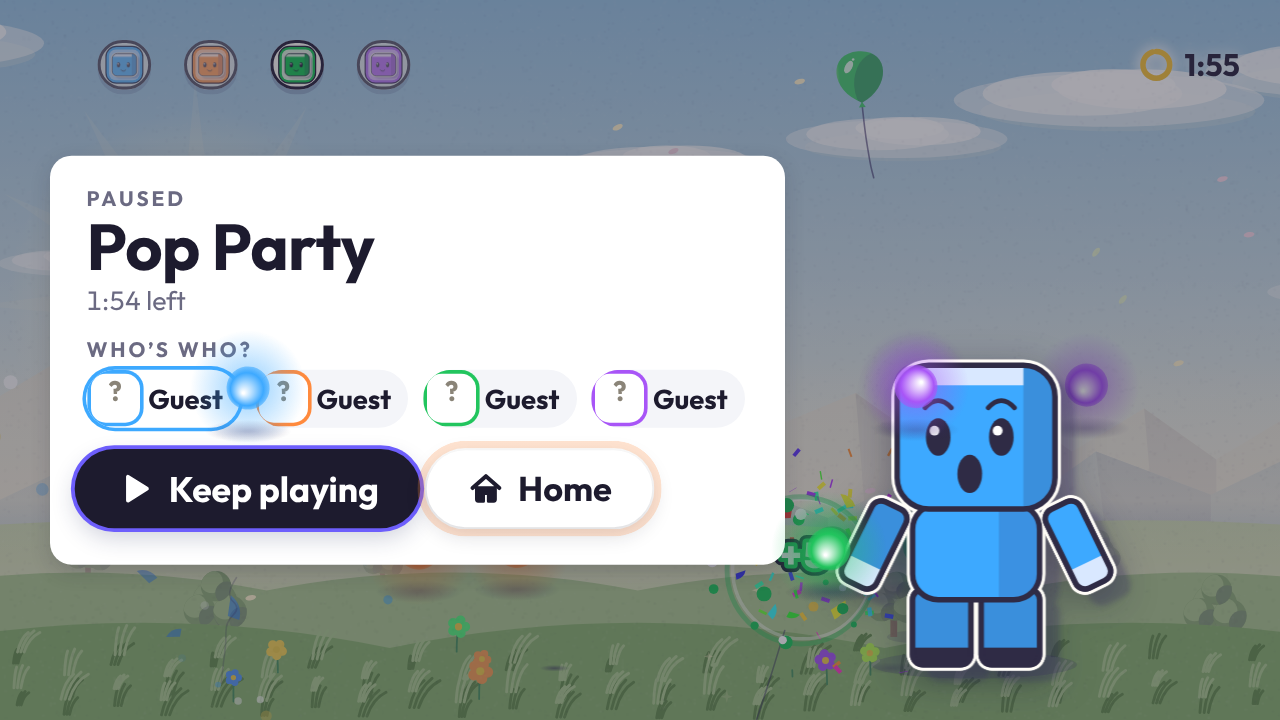 1:55
PAUSED
Pop Party
1:54 left
WHO'S WHO?
? Guest ? Guest ? Guest ? Guest
Keep playing Home